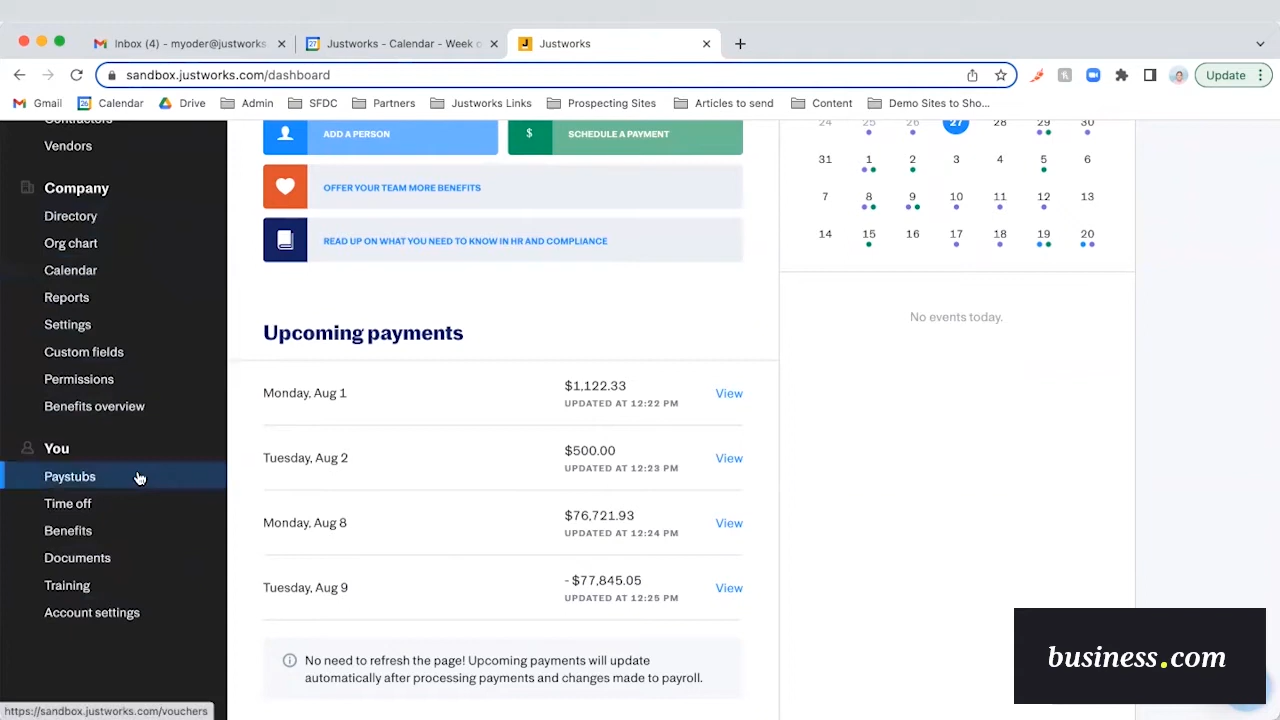 Inbox (4) - myoder@justworks
Justworks - Calendar - Week o
Justworks
sandbox.justworks.com/dashboard
Update
Gmail
Calendar
Drive
Admin
SFDC
Partners
Justworks Links
Prospecting Sites
Articles to send
Content
Demo Sites to Sho...
Contractors
Vendors
Company
Directory
Org chart
Calendar
Reports
Settings
Custom fields
Permissions
Benefits overview
You
Paystubs
Time off
Benefits
Documents
Training
Account settings
https://sandbox.justworks.com/vouchers
ADD A PERSON
$ SCHEDULE A PAYMENT
OFFER YOUR TEAM MORE BENEFITS
READ UP ON WHAT YOU NEED TO KNOW IN HR AND COMPLIANCE
Upcoming payments
Monday, Aug 1
$1,122.33
UPDATED AT 12:22 PM
View
Tuesday, Aug 2
$500.00
UPDATED AT 12:23 PM
View
Monday, Aug 8
$76,721.93
UPDATED AT 12:24 PM
View
Tuesday, Aug 9
- $77,845.05
UPDATED AT 12:25 PM
View
No need to refresh the page! Upcoming payments will update
automatically after processing payments and changes made to payroll.
24 25 26 27 28 29 30
31 1 2 3 4 5 6
7 8 9 10 11 12 13
14 15 16 17 18 19 20
No events today.
business.com